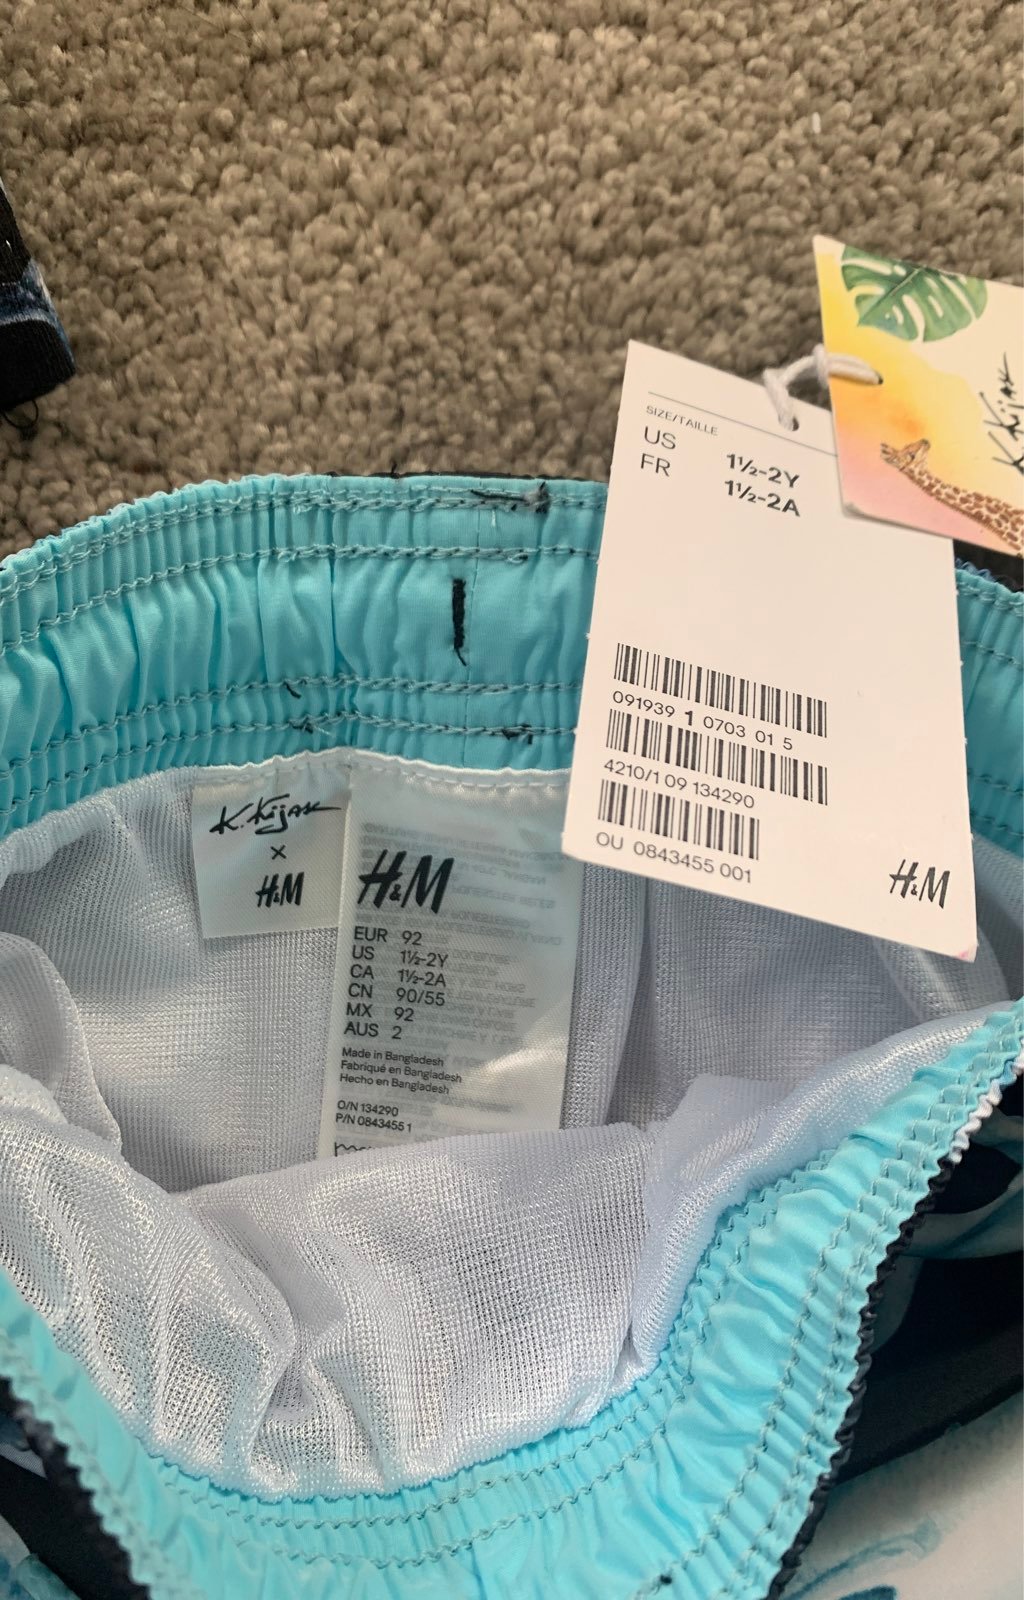 SIZE/TAILLE
US 1½-2Y
FR 1½-2A
091939 1 0703 01 5
4210/1 09 134290
OU 0843455 001
H&M
K. Kijak
K. Kijak
×
H&M
H&M
EUR 92
US 1½-2Y
CA 1½-2A
CN 90/55
MX 92
AUS 2
Made in Bangladesh
Fabriqué en Bangladesh
Hecho en Bangladesh
O/N 134290
P/N 0843455 1